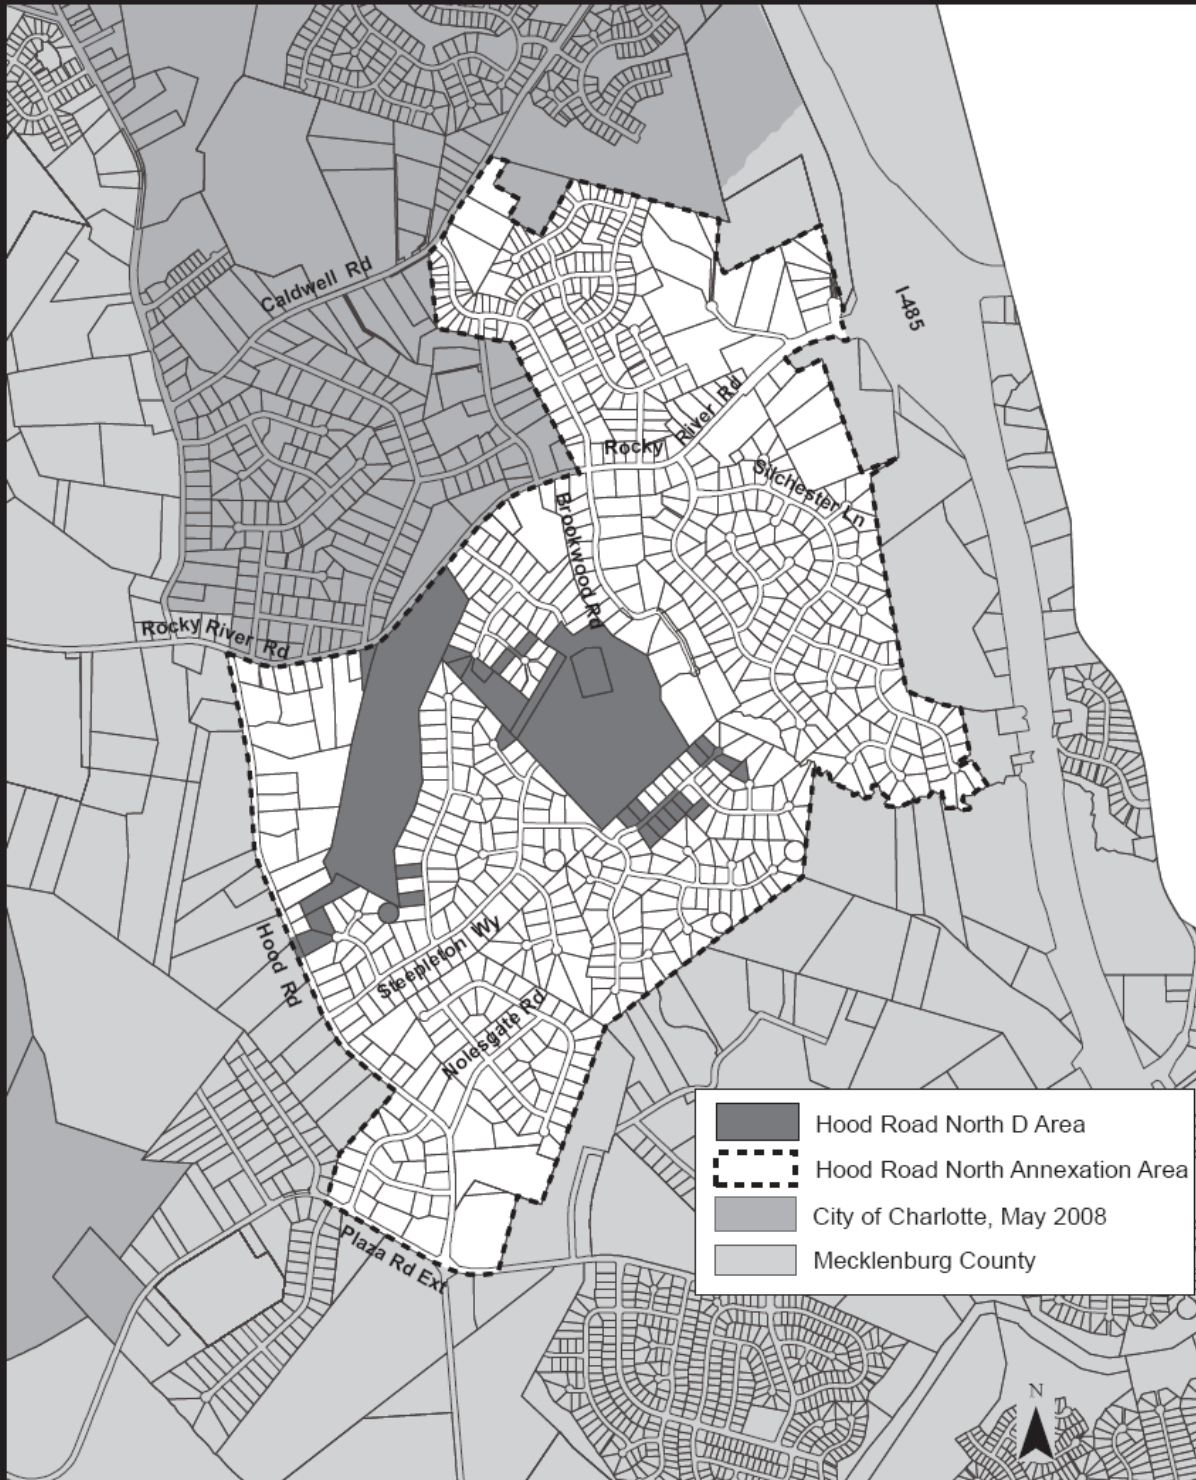 Caldwell Rd
I-485
Rocky River Rd
Silchester Ln
Brookwood Rd
Rocky River Rd
Hood Rd
Steepleton Wy
Nolesgate Rd
Plaza Rd Ext
Hood Road North D Area
Hood Road North Annexation Area
City of Charlotte, May 2008
Mecklenburg County
N